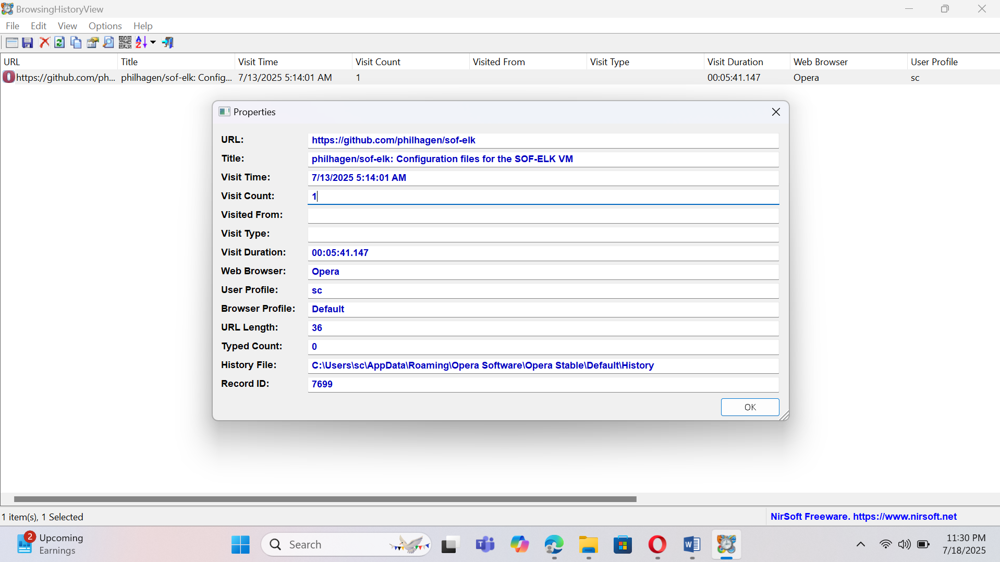 BrowsingHistoryView
File Edit View Options Help
URL Title Visit Time Visit Count Visited From Visit Type Visit Duration Web Browser User Profile
https://github.com/ph... philhagen/sof-elk: Config... 7/13/2025 5:14:01 AM 1 00:05:41.147 Opera sc
Properties
URL: https://github.com/philhagen/sof-elk
Title: philhagen/sof-elk: Configuration files for the SOF-ELK VM
Visit Time: 7/13/2025 5:14:01 AM
Visit Count: 1
Visited From:
Visit Type:
Visit Duration: 00:05:41.147
Web Browser: Opera
User Profile: sc
Browser Profile: Default
URL Length: 36
Typed Count: 0
History File: C:\Users\sc\AppData\Roaming\Opera Software\Opera Stable\Default\History
Record ID: 7699
OK
1 item(s), 1 Selected
NirSoft Freeware. https://www.nirsoft.net
2
Upcoming
Earnings
Search
11:30 PM
7/18/2025